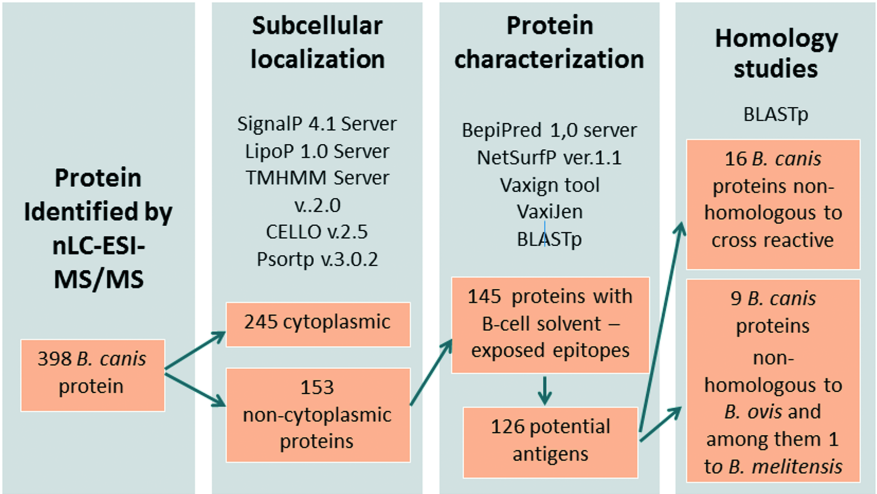 Protein
Identified by
nLC-ESI-
MS/MS
398 B. canis
protein
Subcellular
localization
SignalP 4.1 Server
LipoP 1.0 Server
TMHMM Server
v..2.0
CELLO v.2.5
Psortp v.3.0.2
245 cytoplasmic
153
non-cytoplasmic
proteins
Protein
characterization
BepiPred 1,0 server
NetSurfP ver.1.1
Vaxign tool
VaxiJen
BLASTp
145 proteins with
B-cell solvent –
exposed epitopes
126 potential
antigens
Homology
studies
BLASTp
16 B. canis
proteins non-
homologous to
cross reactive
9 B. canis
proteins
non-
homologous to
B. ovis and
among them 1
to B. melitensis